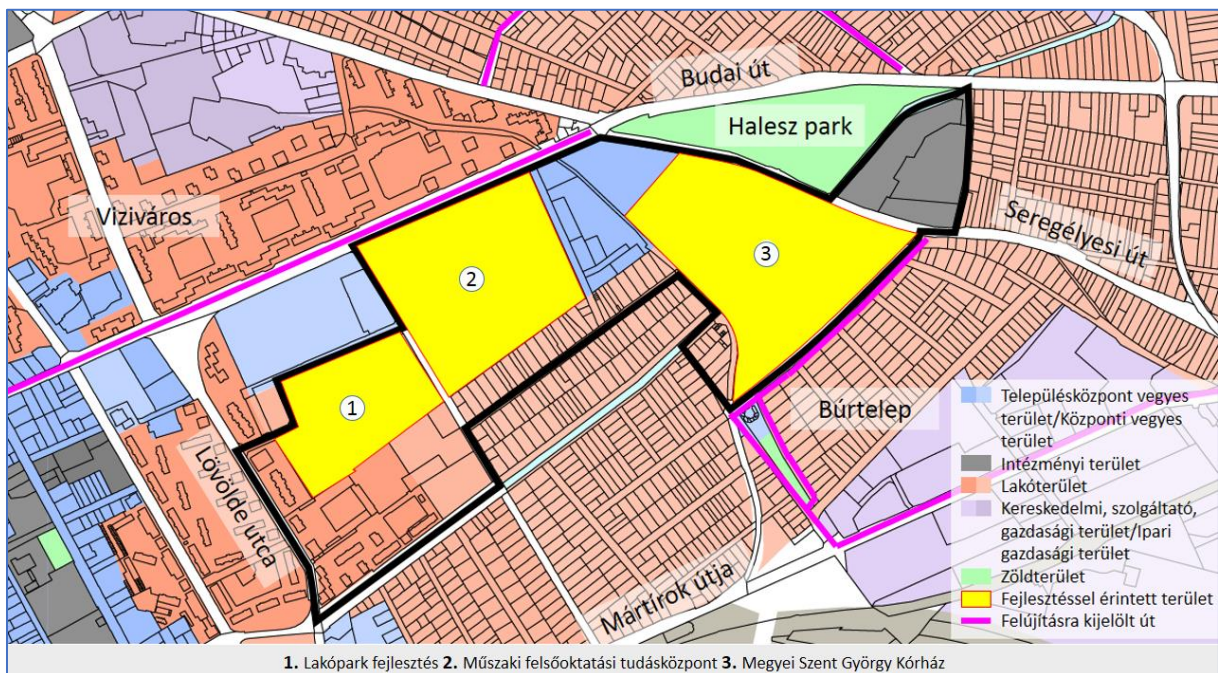 Budai út
Halesz park
Viziváros
Seregélyesi út
3
2
1
Búrtelep
Lövölde utca
Mártírok útja
Településközpont vegyes
terület/Központi vegyes
terület
Intézményi terület
Lakóterület
Kereskedelmi, szolgáltató,
gazdasági terület/Ipari
gazdasági terület
Zöldterület
Fejlesztéssel érintett terület
Felújításra kijelölt út
1. Lakópark fejlesztés 2. Műszaki felsőoktatási tudásközpont 3. Megyei Szent György Kórház